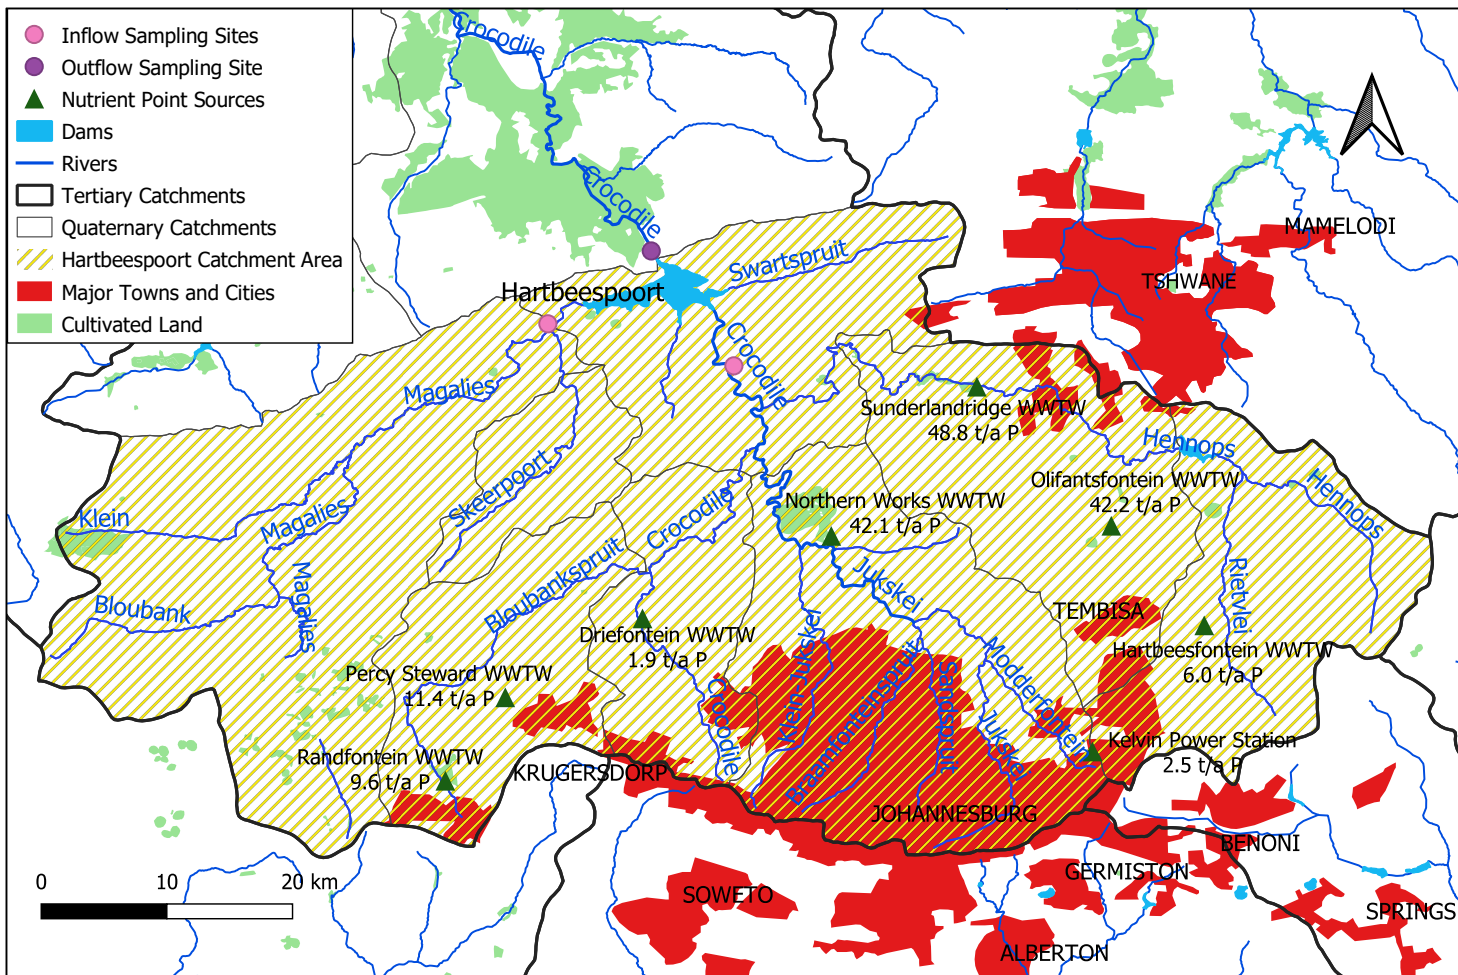 Inflow Sampling Sites
Outflow Sampling Site
Nutrient Point Sources
Dams
Rivers
Tertiary Catchments
Quaternary Catchments
Hartbeespoort Catchment Area
Major Towns and Cities
Cultivated Land
Crocodile
Crocodile
MAMELODI
TSHWANE
Swartspruit
Hartbeespoort
Crocodile
Magalies
Sunderlandridge WWTW
48.8 t/a P
Hennops
Hennops
Olifantsfontein WWTW
42.2 t/a P
Northern Works WWTW
42.1 t/a P
Skeerpoort
Crocodile
Klein
Magalies
Bloubankspruit
Jukskei
Rietvlei
Magalies
Bloubank
TEMBISA
Driefontein WWTW
1.9 t/a P
Klein-Jukskei
Hartbeesfontein WWTW
6.0 t/a P
Percy Steward WWTW
11.4 t/a P
Crocodile
Braamfonteinspruit
Sandspruit
Modderfontein
Jukskei
Kelvin Power Station
2.5 t/a P
Randfontein WWTW
9.6 t/a P
KRUGERSDORP
JOHANNESBURG
BENONI
GERMISTON
SOWETO
SPRINGS
ALBERTON
0 10 20 km